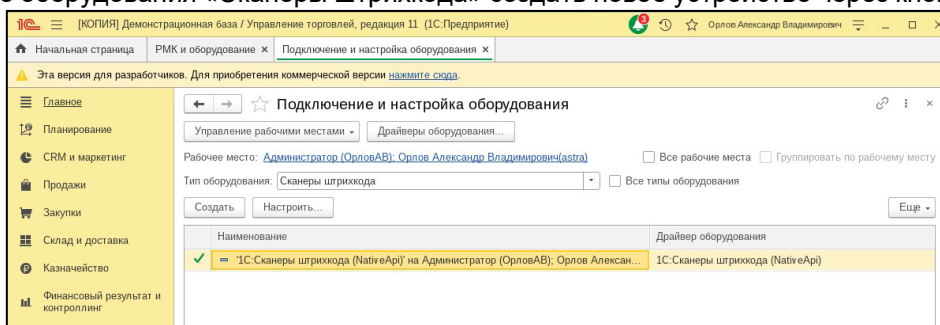 оборудования «Сканеры штрихкода» создать новое устройство через кно
1С [КОПИЯ] Демонстрационная база / Управление торговлей, редакция 11 (1С:Предприятие) 3 Орлов Александр Владимирович
Начальная страница РМК и оборудование × Подключение и настройка оборудования ×
Эта версия для разработчиков. Для приобретения коммерческой версии нажмите сюда.
Главное
Подключение и настройка оборудования
Планирование
Управление рабочими местами Драйверы оборудования...
CRM и маркетинг
Рабочее место: Администратор (ОрловАВ); Орлов Александр Владимирович(astra) Все рабочие места Группировать по рабочему месту
Продажи
Тип оборудования: Сканеры штрихкода Все типы оборудования
Закупки
Создать Настроить... Еще
Склад и доставка
Наименование Драйвер оборудования
Казначейство
'1С:Сканеры штрихкода (NativeApi)' на Администратор (ОрловАВ); Орлов Алексан... 1С:Сканеры штрихкода (NativeApi)
Финансовый результат и
контроллинг